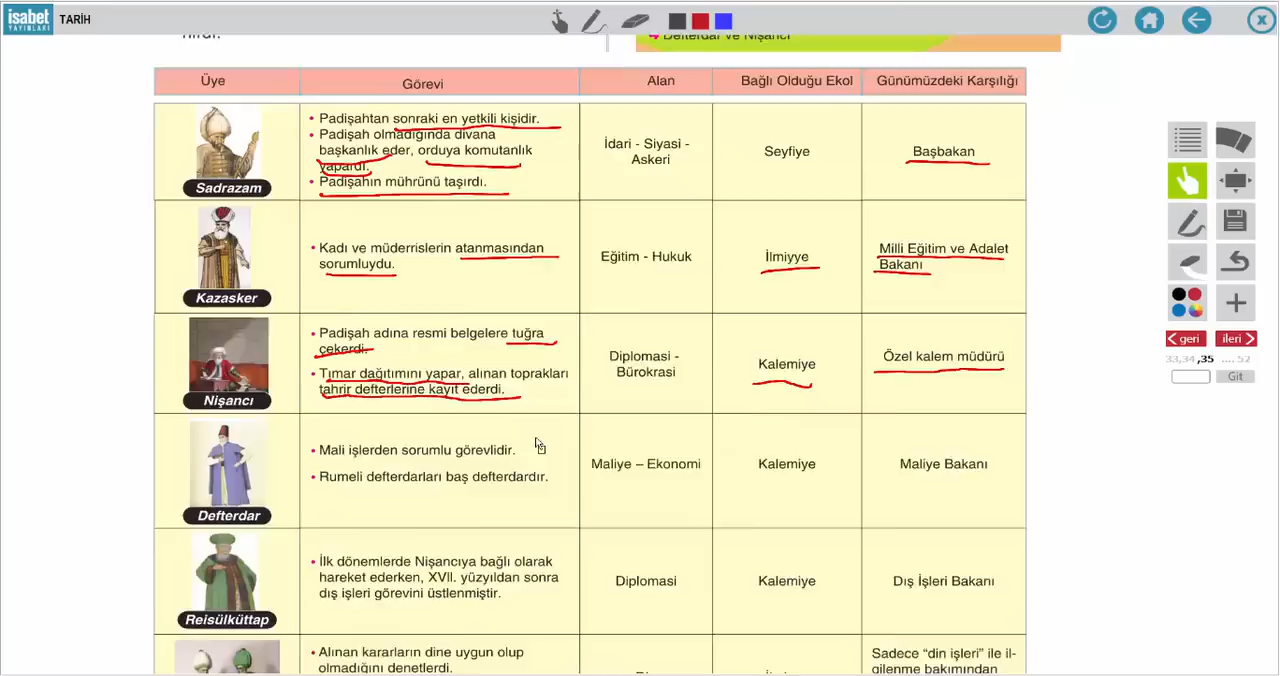 isabet
YAYINLARI
TARİH
Defterdar ve Nişancı
Üye
Görevi
Alan
Bağlı Olduğu Ekol
Günümüzdeki Karşılığı
• Padişahtan sonraki en yetkili kişidir.
• Padişah olmadığında divana
başkanlık eder, orduya komutanlık
yapardı.
• Padişahın mührünü taşırdı.
İdari - Siyasi -
Askeri
Seyfiye
Başbakan
Sadrazam
• Kadı ve müderrislerin atanmasından
sorumluydu.
Eğitim - Hukuk
İlmiyye
Milli Eğitim ve Adalet
Bakanı
Kazasker
• Padişah adına resmi belgelere tuğra
çekerdi.
• Tımar dağıtımını yapar, alınan toprakları
tahrir defterlerine kayıt ederdi.
Diplomasi -
Bürokrasi
Kalemiye
Özel kalem müdürü
Nişancı
• Mali işlerden sorumlu görevlidir.
• Rumeli defterdarları baş defterdardır.
Maliye – Ekonomi
Kalemiye
Maliye Bakanı
Defterdar
• İlk dönemlerde Nişancıya bağlı olarak
hareket ederken, XVII. yüzyıldan sonra
dış işleri görevini üstlenmiştir.
Diplomasi
Kalemiye
Dış İşleri Bakanı
Reisülküttap
• Alınan kararların dine uygun olup
olmadığını denetlerdi.
Sadece “din işleri” ile il-
gilenme bakımından
geri
ileri
33,34 ,35 .... 52
Git